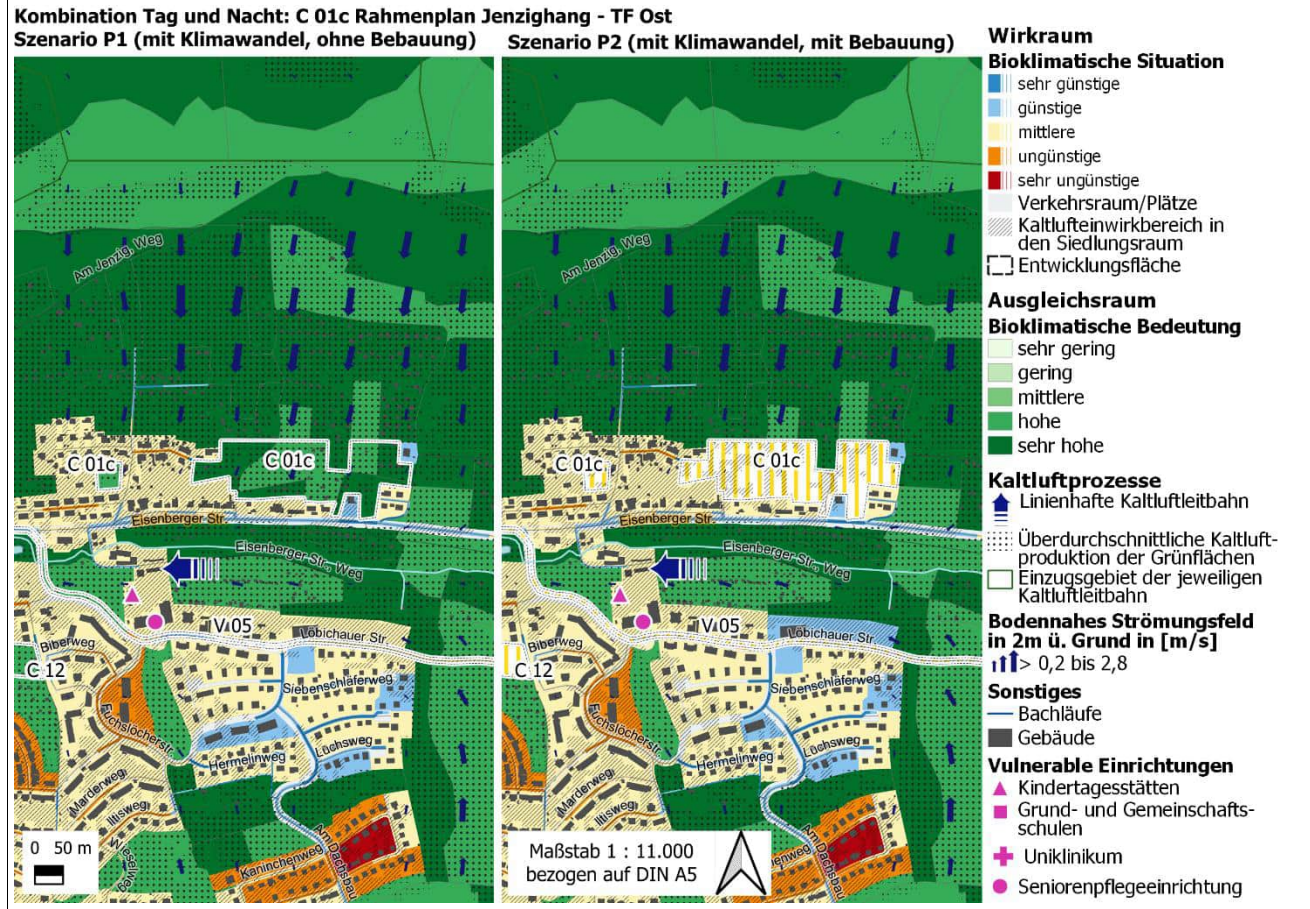 Kombination Tag und Nacht: C 01c Rahmenplan Jenzighang - TF Ost
Szenario P1 (mit Klimawandel, ohne Bebauung)
Szenario P2 (mit Klimawandel, mit Bebauung)
Am Jenzig, Weg
C 01c
C 01c
Eisenberger Str.
Eisenberger Str., Weg
V 05
Löbichauer Str.
Biberweg
C 12
Siebenschläferweg
Fuchslöcherstr.
Luchsweg
Hermelinweg
Marderweg
Iltisweg
Wieselweg
Am Dachsbau
Kaninchenweg
0 50 m
Am Jenzig, Weg
C 01c
C 01c
Eisenberger Str.
Eisenberger Str., Weg
V 05
Löbichauer Str.
Biberweg
C 12
Siebenschläferweg
Fuchslöcherstr.
Luchsweg
Hermelinweg
Marderweg
Iltisweg
Am Dachsbau
henweg
Maßstab 1 : 11.000
bezogen auf DIN A5
Wirkraum
Bioklimatische Situation
sehr günstige
günstige
mittlere
ungünstige
sehr ungünstige
Verkehrsraum/Plätze
Kaltlufteinwirkbereich in
den Siedlungsraum
Entwicklungsfläche
Ausgleichsraum
Bioklimatische Bedeutung
sehr gering
gering
mittlere
hohe
sehr hohe
Kaltluftprozesse
Linienhafte Kaltluftleitbahn
Überdurchschnittliche Kaltluft-
produktion der Grünflächen
Einzugsgebiet der jeweiligen
Kaltluftleitbahn
Bodennahes Strömungsfeld
in 2m ü. Grund in [m/s]
> 0,2 bis 2,8
Sonstiges
Bachläufe
Gebäude
Vulnerable Einrichtungen
Kindertagesstätten
Grund- und Gemeinschafts-
schulen
Uniklinikum
Seniorenpflegeeinrichtung